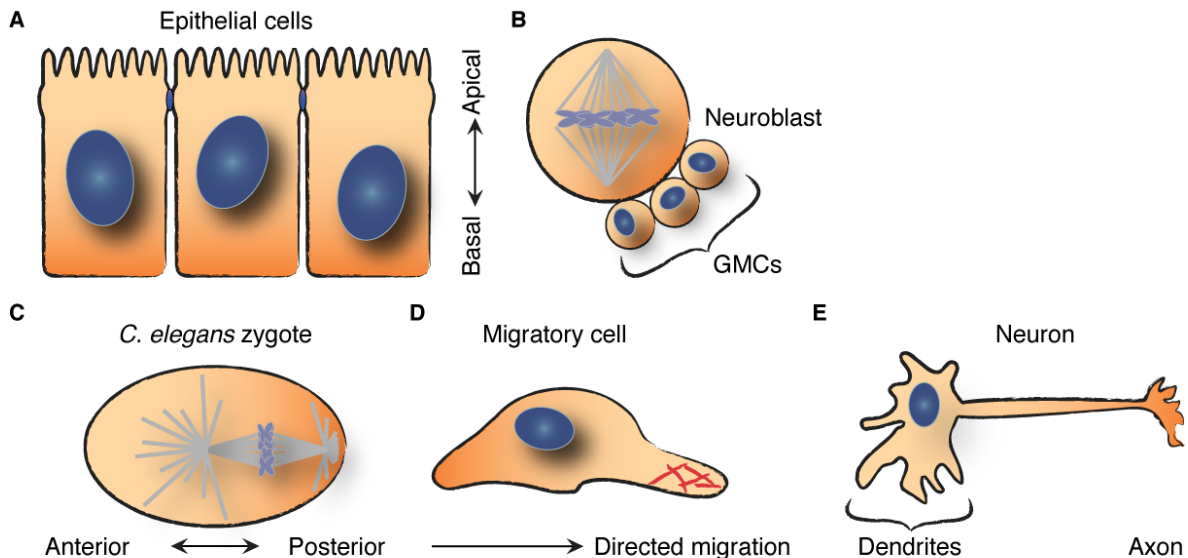 A
Epithelial cells
Apical
Basal
B
Neuroblast
GMCs
C
C. elegans zygote
Anterior
Posterior
D
Migratory cell
Directed migration
E
Neuron
Dendrites
Axon